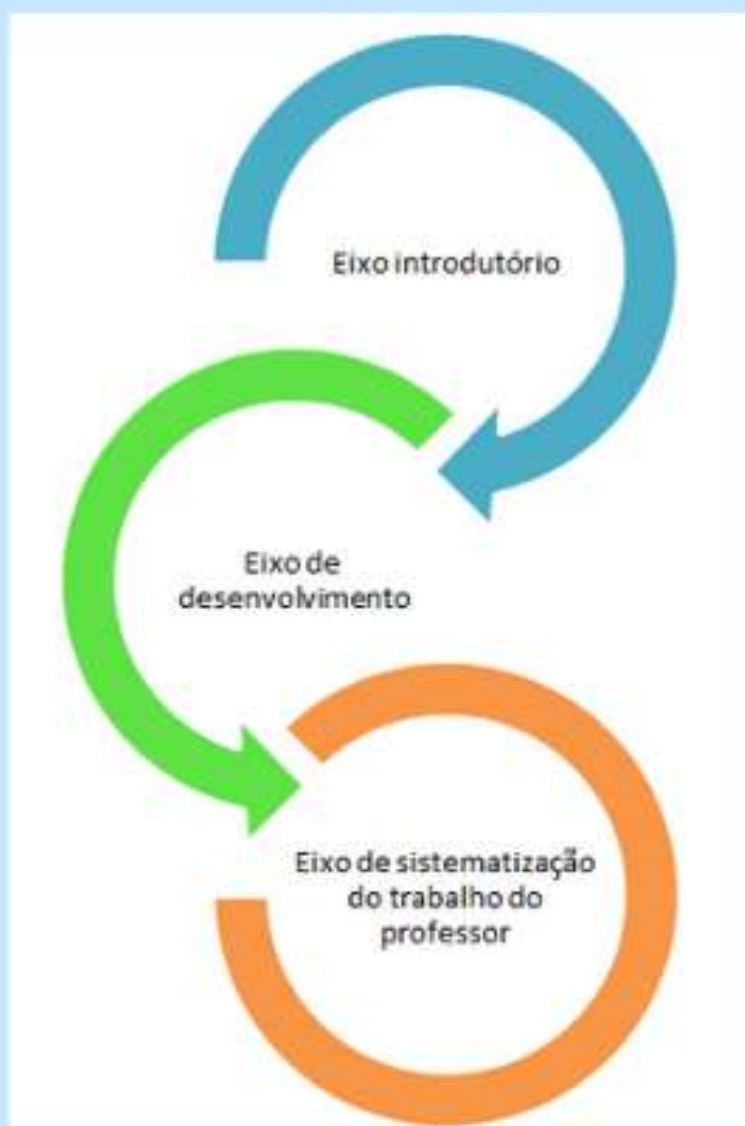 Eixo introdutório
Eixo de
desenvolvimento
Eixo de sistematização
do trabalho do
professor